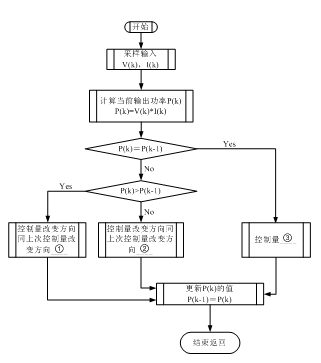 开始
采样输入
V(k)，I(k)
计算当前输出功率P(k)
P(k)=V(k)*I(k)
P(k)＝P(k-1)
Yes
No
P(k)>P(k-1)
Yes
No
控制量改变方向
同上次控制量改变
方向 ①
控制量改变方向同
上次控制量改变方
向 ②
控制量 ③
更新P(k)的值
P(k-1)＝P(k)
结束返回